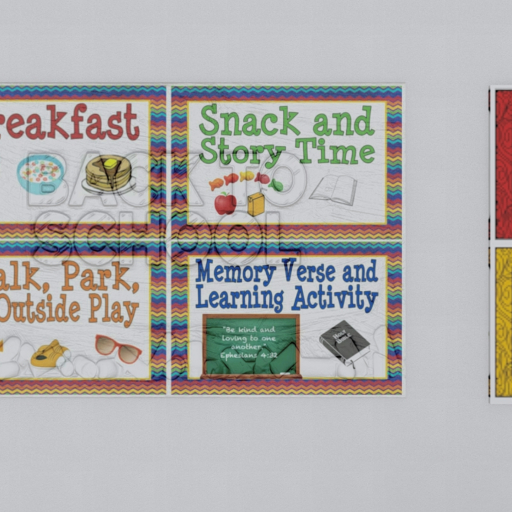 reakfast
Snack and
Story Time
BACK TO
SCHOOL
alk, Park,
Outside Play
Memory Verse and
Learning Activity
"Be kind and
loving to one
another"
Ephesians 4:32